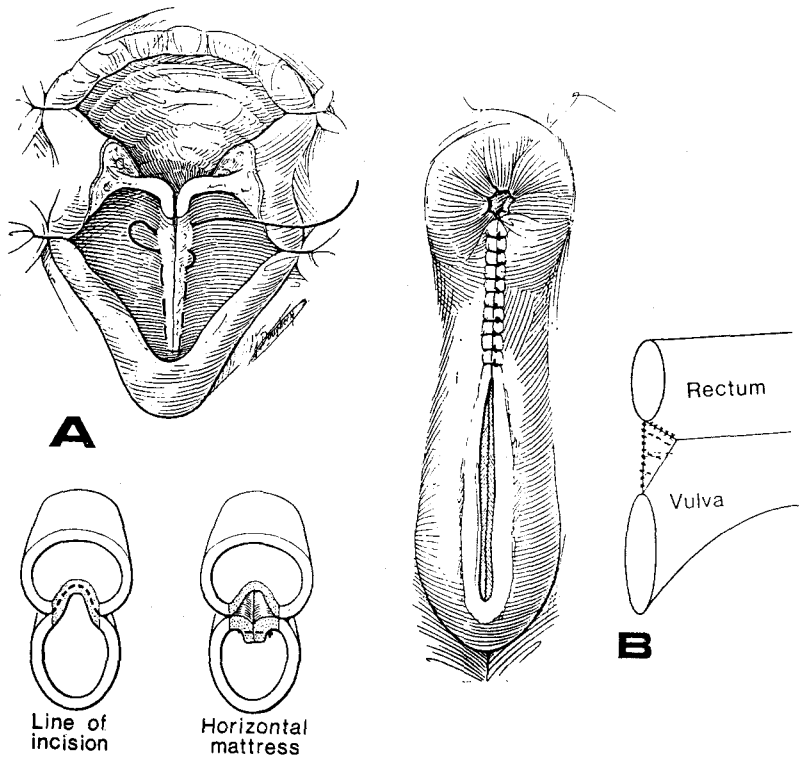 A
Rectum
Vulva
B
Line of
incision
Horizontal
mattress